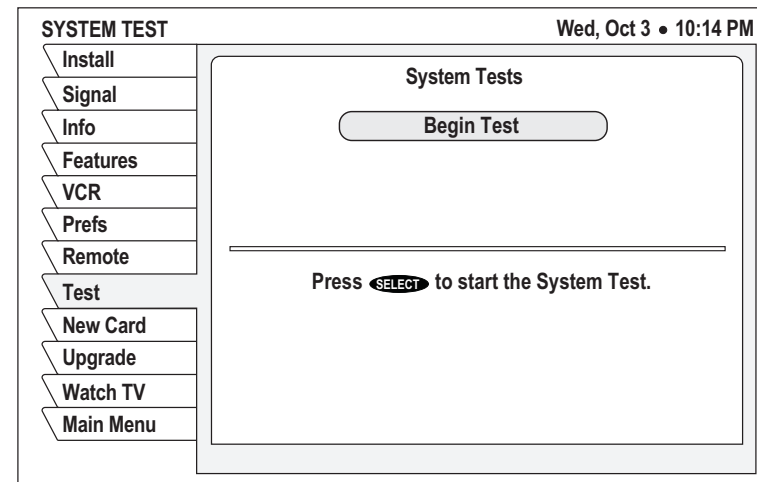 SYSTEM TEST
Wed, Oct 3 • 10:14 PM
Install
Signal
Info
Features
VCR
Prefs
Remote
Test
New Card
Upgrade
Watch TV
Main Menu
System Tests
Begin Test
Press SELECT to start the System Test.